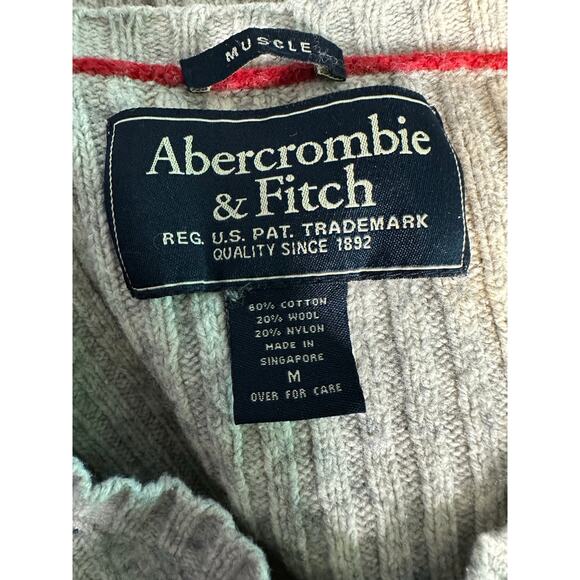 MUSCLE
Abercrombie
& Fitch
REG. U.S. PAT. TRADEMARK
QUALITY SINCE 1892
60% COTTON
20% WOOL
20% NYLON
MADE IN
SINGAPORE
M
OVER FOR CARE